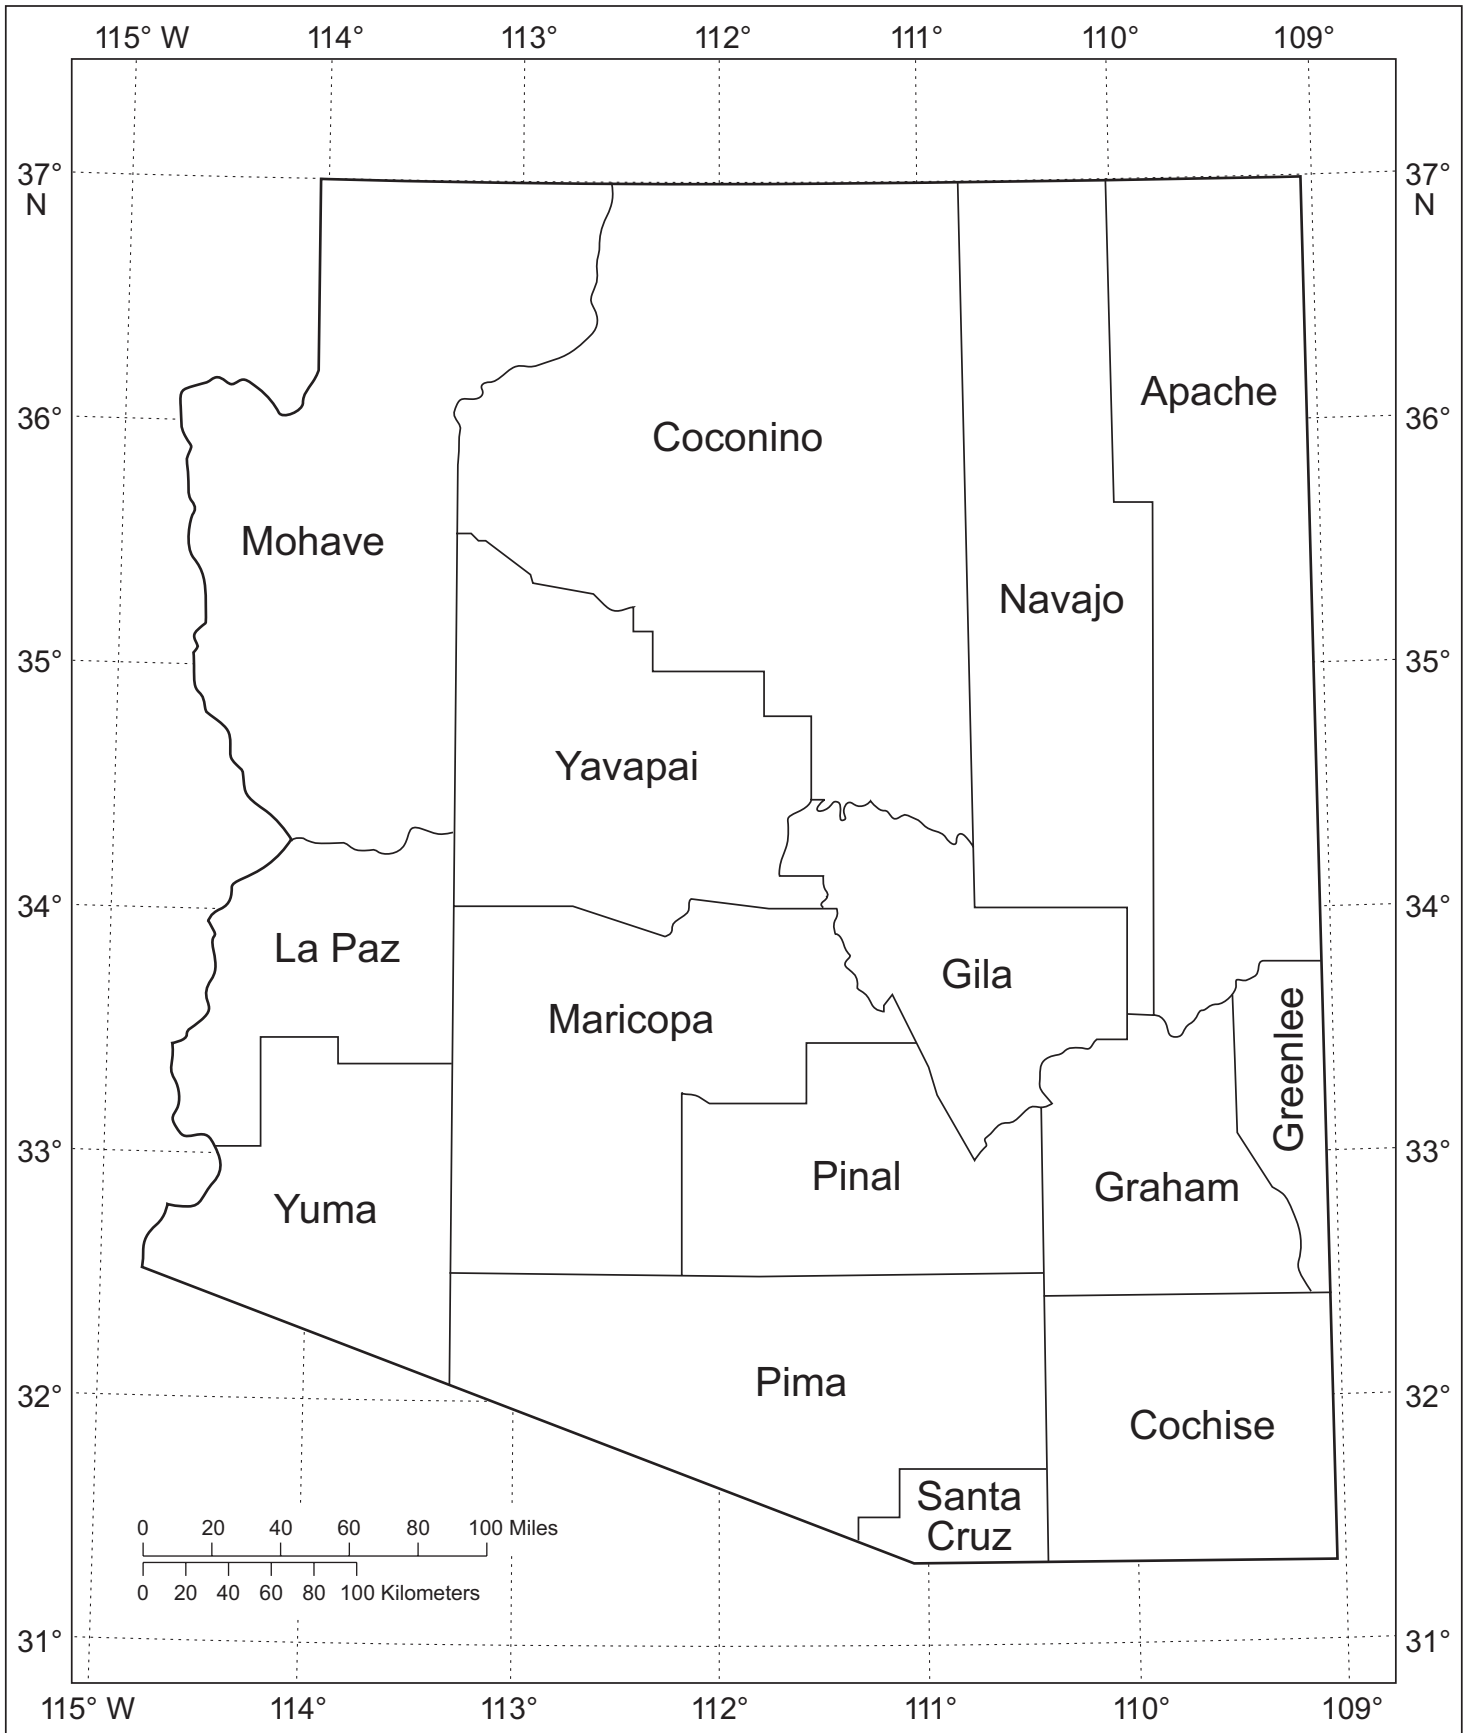 115° W 114° 113° 112° 111° 110° 109°
37° 37°
N N
Apache
36° 36°
Coconino
Mohave
Navajo
35° 35°
Yavapai
34° 34°
La Paz
Gila
Maricopa
Greenlee
33° 33°
Pinal
Graham
Yuma
Pima
32° 32°
Cochise
Santa
Cruz
0 20 40 60 80 100 Miles
0 20 40 60 80 100 Kilometers
31° 31°
115° W 114° 113° 112° 111° 110° 109°